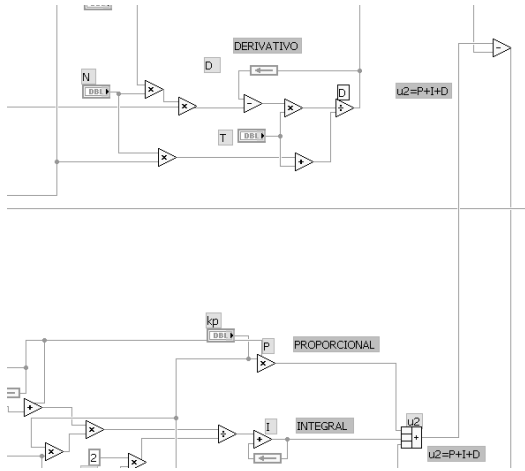 DERIVATIVO
D
N
DBL
D
u2=P+I+D
T
DBL
kp
DBL
P
PROPORCIONAL
I
INTEGRAL
u2
2
u2=P+I+D